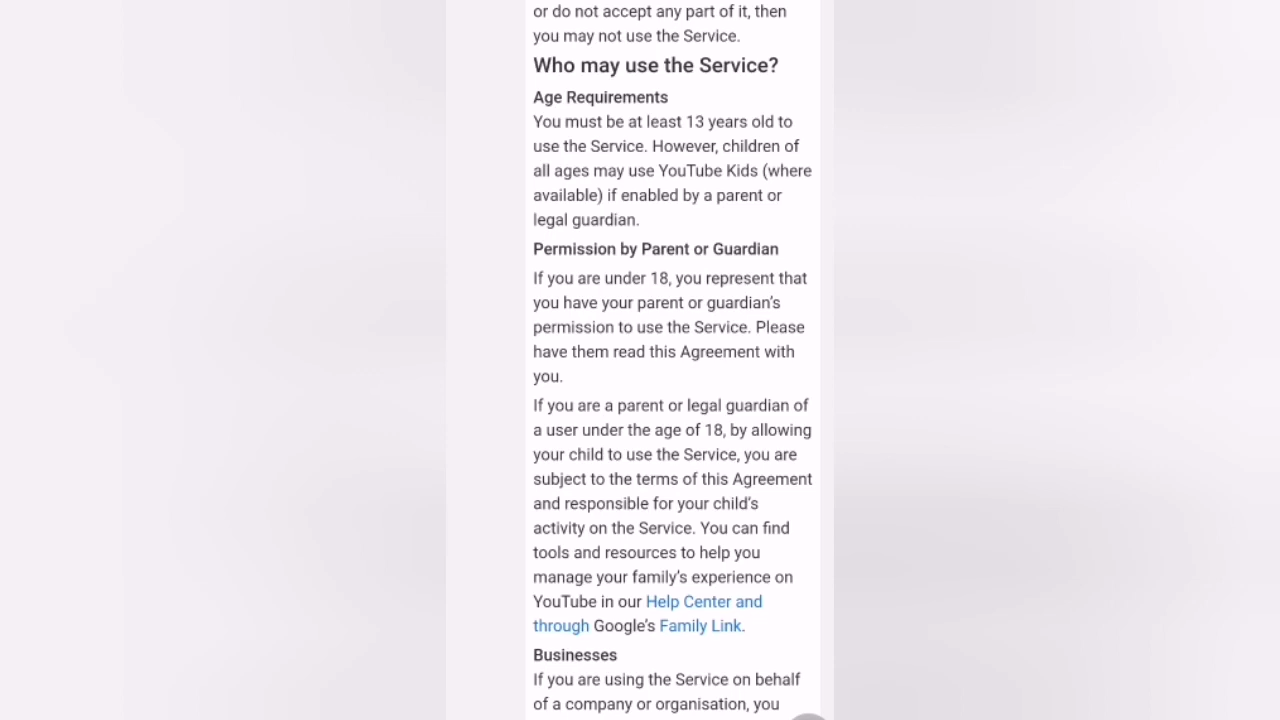 or do not accept any part of it, then
you may not use the Service.
Who may use the Service?
Age Requirements
You must be at least 13 years old to
use the Service. However, children of
all ages may use YouTube Kids (where
available) if enabled by a parent or
legal guardian.
Permission by Parent or Guardian
If you are under 18, you represent that
you have your parent or guardian's
permission to use the Service. Please
have them read this Agreement with
you.
If you are a parent or legal guardian of
a user under the age of 18, by allowing
your child to use the Service, you are
subject to the terms of this Agreement
and responsible for your child's
activity on the Service. You can find
tools and resources to help you
manage your family's experience on
YouTube in our Help Center and
through Google's Family Link.
Businesses
If you are using the Service on behalf
of a company or organisation, you